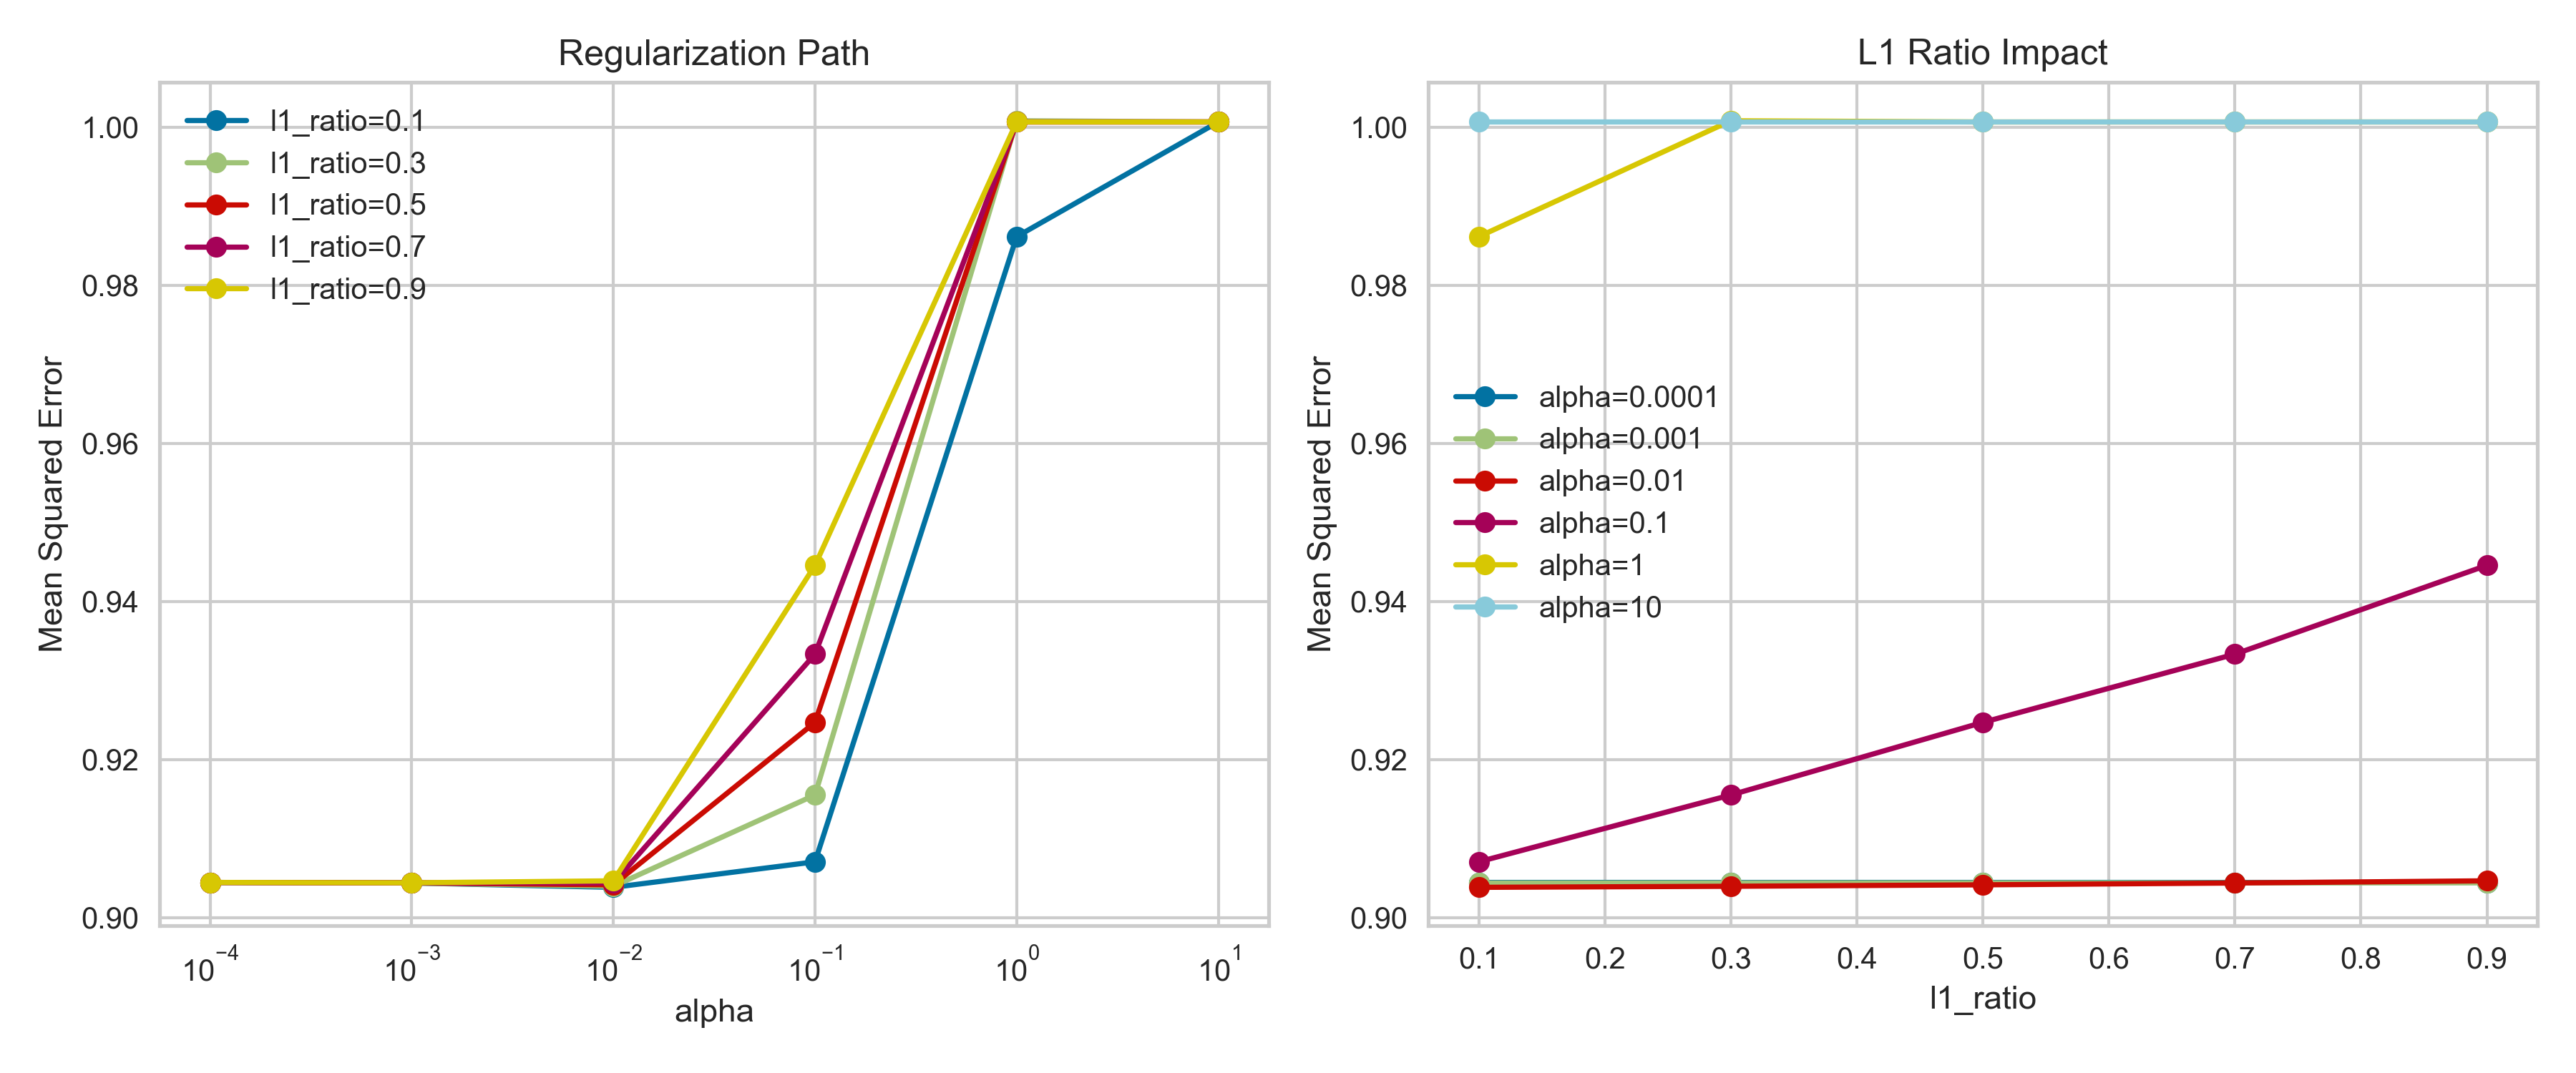 Regularization Path
l1_ratio=0.1
l1_ratio=0.3
l1_ratio=0.5
l1_ratio=0.7
l1_ratio=0.9
Mean Squared Error
1.00
0.98
0.96
0.94
0.92
0.90
10⁻⁴ 10⁻³ 10⁻² 10⁻¹ 10⁰ 10¹
alpha
L1 Ratio Impact
alpha=0.0001
alpha=0.001
alpha=0.01
alpha=0.1
alpha=1
alpha=10
Mean Squared Error
1.00
0.98
0.96
0.94
0.92
0.90
0.1 0.2 0.3 0.4 0.5 0.6 0.7 0.8 0.9
l1_ratio